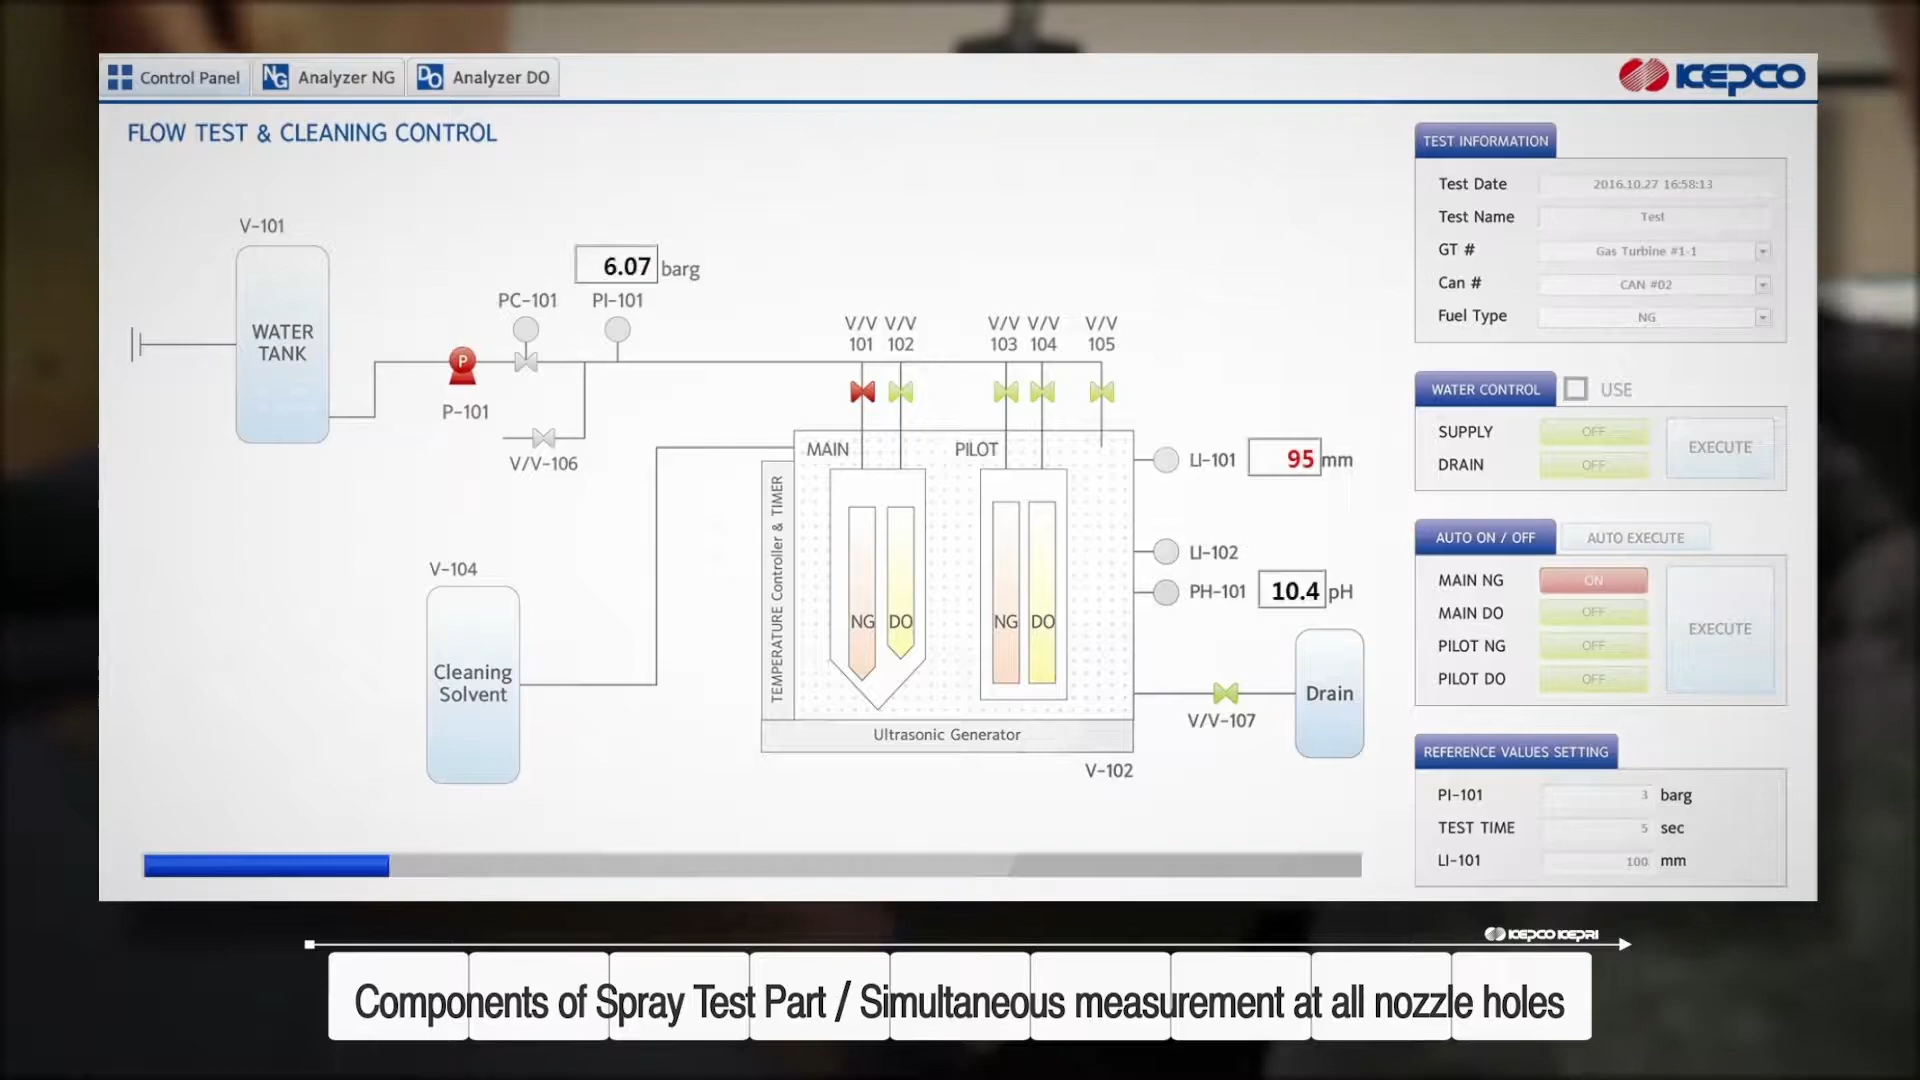 Control Panel
NG Analyzer NG
DO Analyzer DO
KEPCO
FLOW TEST & CLEANING CONTROL
V-101
WATER
TANK
6.07 barg
PC-101 PI-101
P
P-101
V/V-106
V/V
101
V/V
102
V/V
103
V/V
104
V/V
105
MAIN
PILOT
TEMPERATURE Controller & TIMER
NG DO
NG DO
Ultrasonic Generator
V-102
LI-101 95 mm
LI-102
PH-101 10.4 pH
V/V-107
Drain
V-104
Cleaning
Solvent
TEST INFORMATION
Test Date 2016.10.27 16:58:13
Test Name Test
GT # Gas Turbine #1-1
Can # CAN #02
Fuel Type NG
WATER CONTROL USE
SUPPLY OFF
DRAIN OFF
EXECUTE
AUTO ON / OFF AUTO EXECUTE
MAIN NG ON
MAIN DO OFF
PILOT NG OFF
PILOT DO OFF
EXECUTE
REFERENCE VALUES SETTING
PI-101 3 barg
TEST TIME 5 sec
LI-101 100 mm
KEPCO KEPRI
Components of Spray Test Part / Simultaneous measurement at all nozzle holes